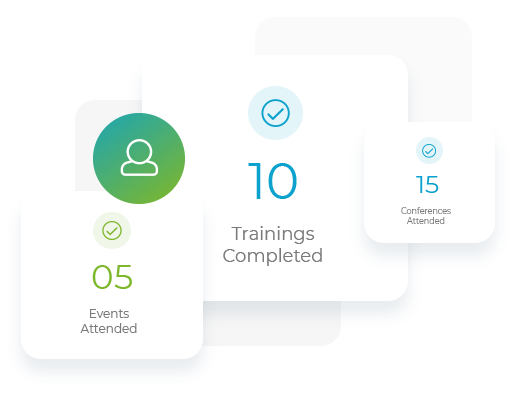 10
Trainings
Completed
15
Conferences
Attended
05
Events
Attended